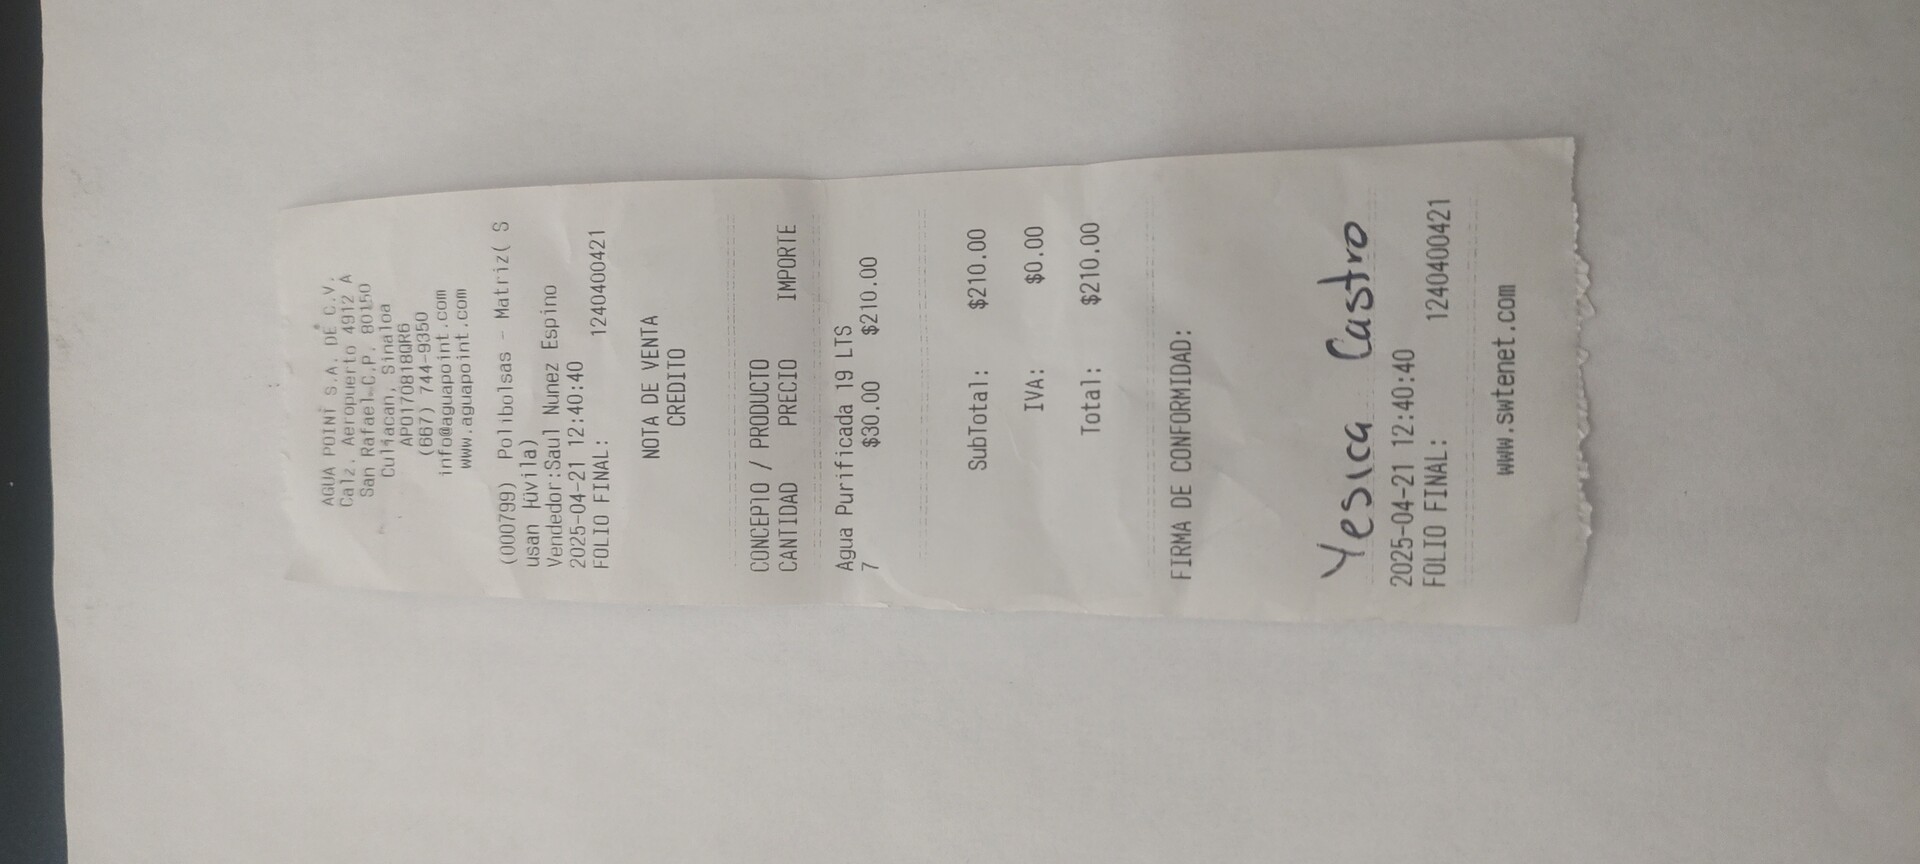 AGUA POINT S.A. DE C.V.
Calz. Aeropuerto 4912 A
San Rafael C.P. 80150
Culiacan, Sinaloa
APO170818QR6
(667) 744-9350
info@aguapoint.com
www.aguapoint.com
(000799) Polibolsas - Matriz( S
usan Húvila)
Vendedor:Saul Nunez Espino
2025-04-21 12:40:40
FOLIO FINAL: 1240400421
NOTA DE VENTA
CREDITO
CONCEPTO / PRODUCTO
CANTIDAD PRECIO IMPORTE
Agua Purificada 19 LTS
7 $30.00 $210.00
SubTotal: $210.00
IVA: $0.00
Total: $210.00
FIRMA DE CONFORMIDAD:
Yesica Castro
2025-04-21 12:40:40
FOLIO FINAL: 1240400421
www.swtenet.com